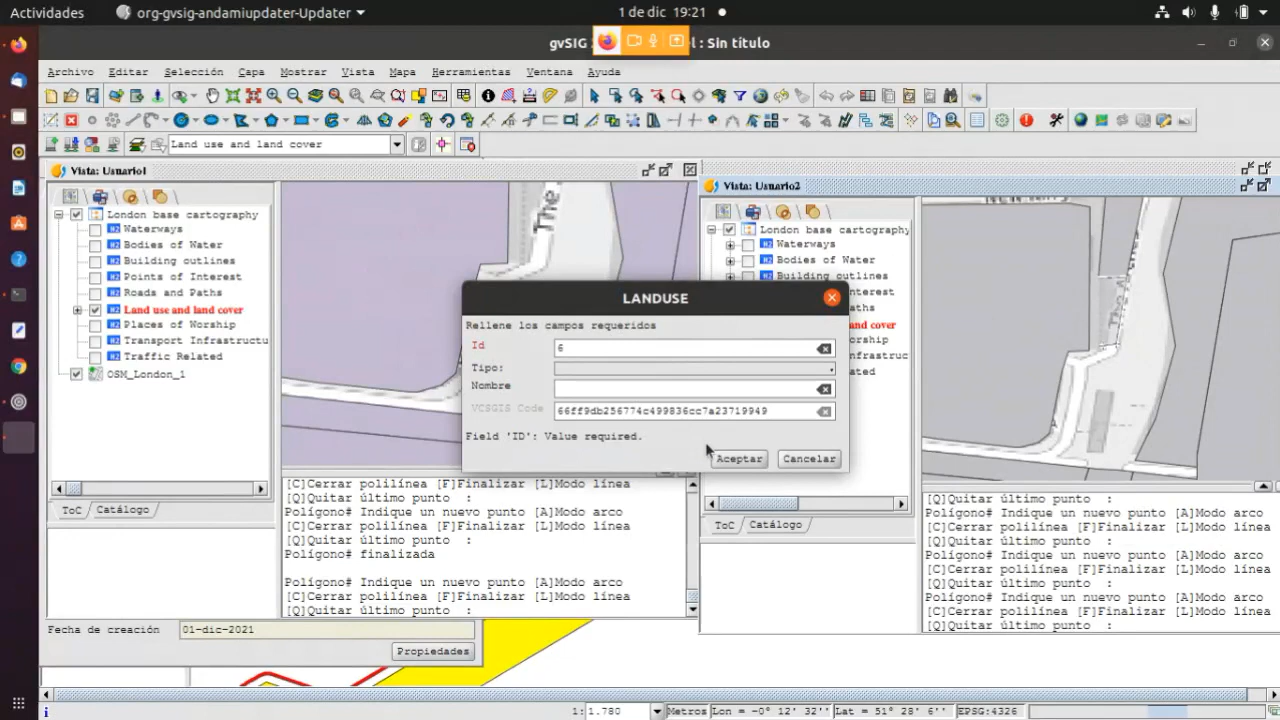 Actividades
org-gvsig-andamiupdater-Updater
1 de dic 19:21
gvSIG
el : Sin título
Archivo Editar Selección Capa Mostrar Vista Mapa Herramientas Ventana Ayuda
Land use and land cover
Vista: Usuario1
London base cartography
Waterways
Bodies of Water
Building outlines
Points of Interest
Roads and Paths
Land use and land cover
Places of Worship
Transport Infrastructu
Traffic Related
OSM_London_1
ToC Catálogo
The
[C]Cerrar polilínea [F]Finalizar [L]Modo línea
[Q]Quitar último punto :
Polígono# Indique un nuevo punto [A]Modo arco
[C]Cerrar polilínea [F]Finalizar [L]Modo línea
[Q]Quitar último punto :
Polígono# finalizada
Polígono# Indique un nuevo punto [A]Modo arco
[C]Cerrar polilínea [F]Finalizar [L]Modo línea
[Q]Quitar último punto :
Fecha de creación 01-dic-2021
Propiedades
LANDUSE
Rellene los campos requeridos
Id 6
Tipo:
Nombre
VCSGIS Code 66ff9db256774c499836cc7a23719949
Field 'ID': Value required.
Aceptar Cancelar
Vista: Usuario2
London base cartography
Waterways
Bodies of Water
Building outlines
nterest
aths
nd cover
rship
nfrastruc
ted
ToC Catálogo
[Q]Quitar último punto :
Polígono# Indique un nuevo punto [A]Modo arco
[C]Cerrar polilínea [F]Finalizar [L]Modo línea
[Q]Quitar último punto :
Polígono# Indique un nuevo punto [A]Modo arco
[C]Cerrar polilínea [F]Finalizar [L]Modo línea
[Q]Quitar último punto :
Polígono# Indique un nuevo punto [A]Modo arco
[C]Cerrar polilínea [F]Finalizar [L]Modo línea
[Q]Quitar último punto :
1: 1.780 Metros Lon = -0° 12' 32'' Lat = 51° 28' 6'' EPSG:4326